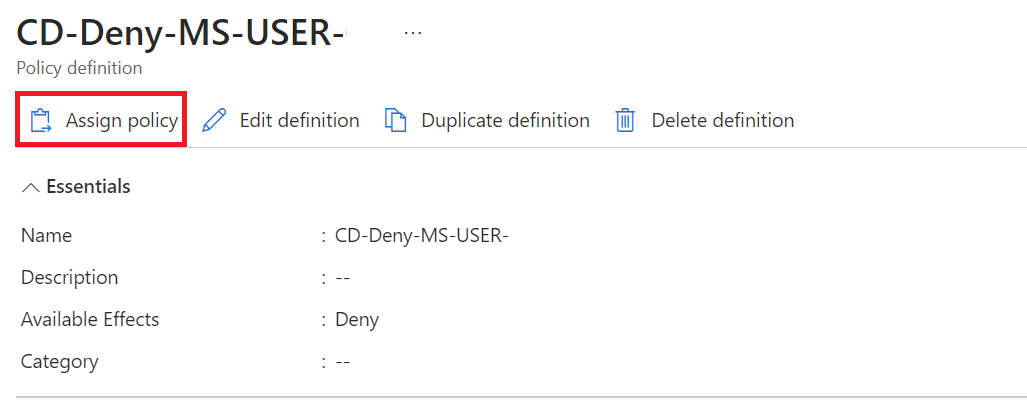 CD-Deny-MS-USER- ...
Policy definition
Assign policy Edit definition Duplicate definition Delete definition
Essentials
Name : CD-Deny-MS-USER-
Description : --
Available Effects : Deny
Category : --